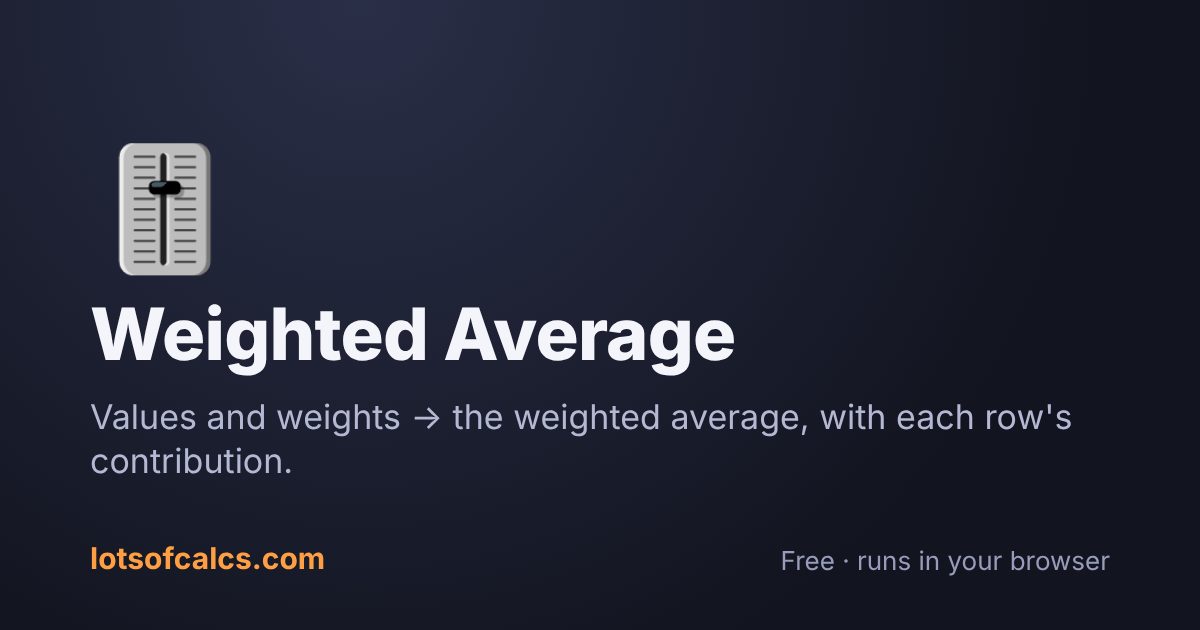 Weighted Average
Values and weights → the weighted average, with each row's
contribution.
lotsofcalcs.com
Free · runs in your browser